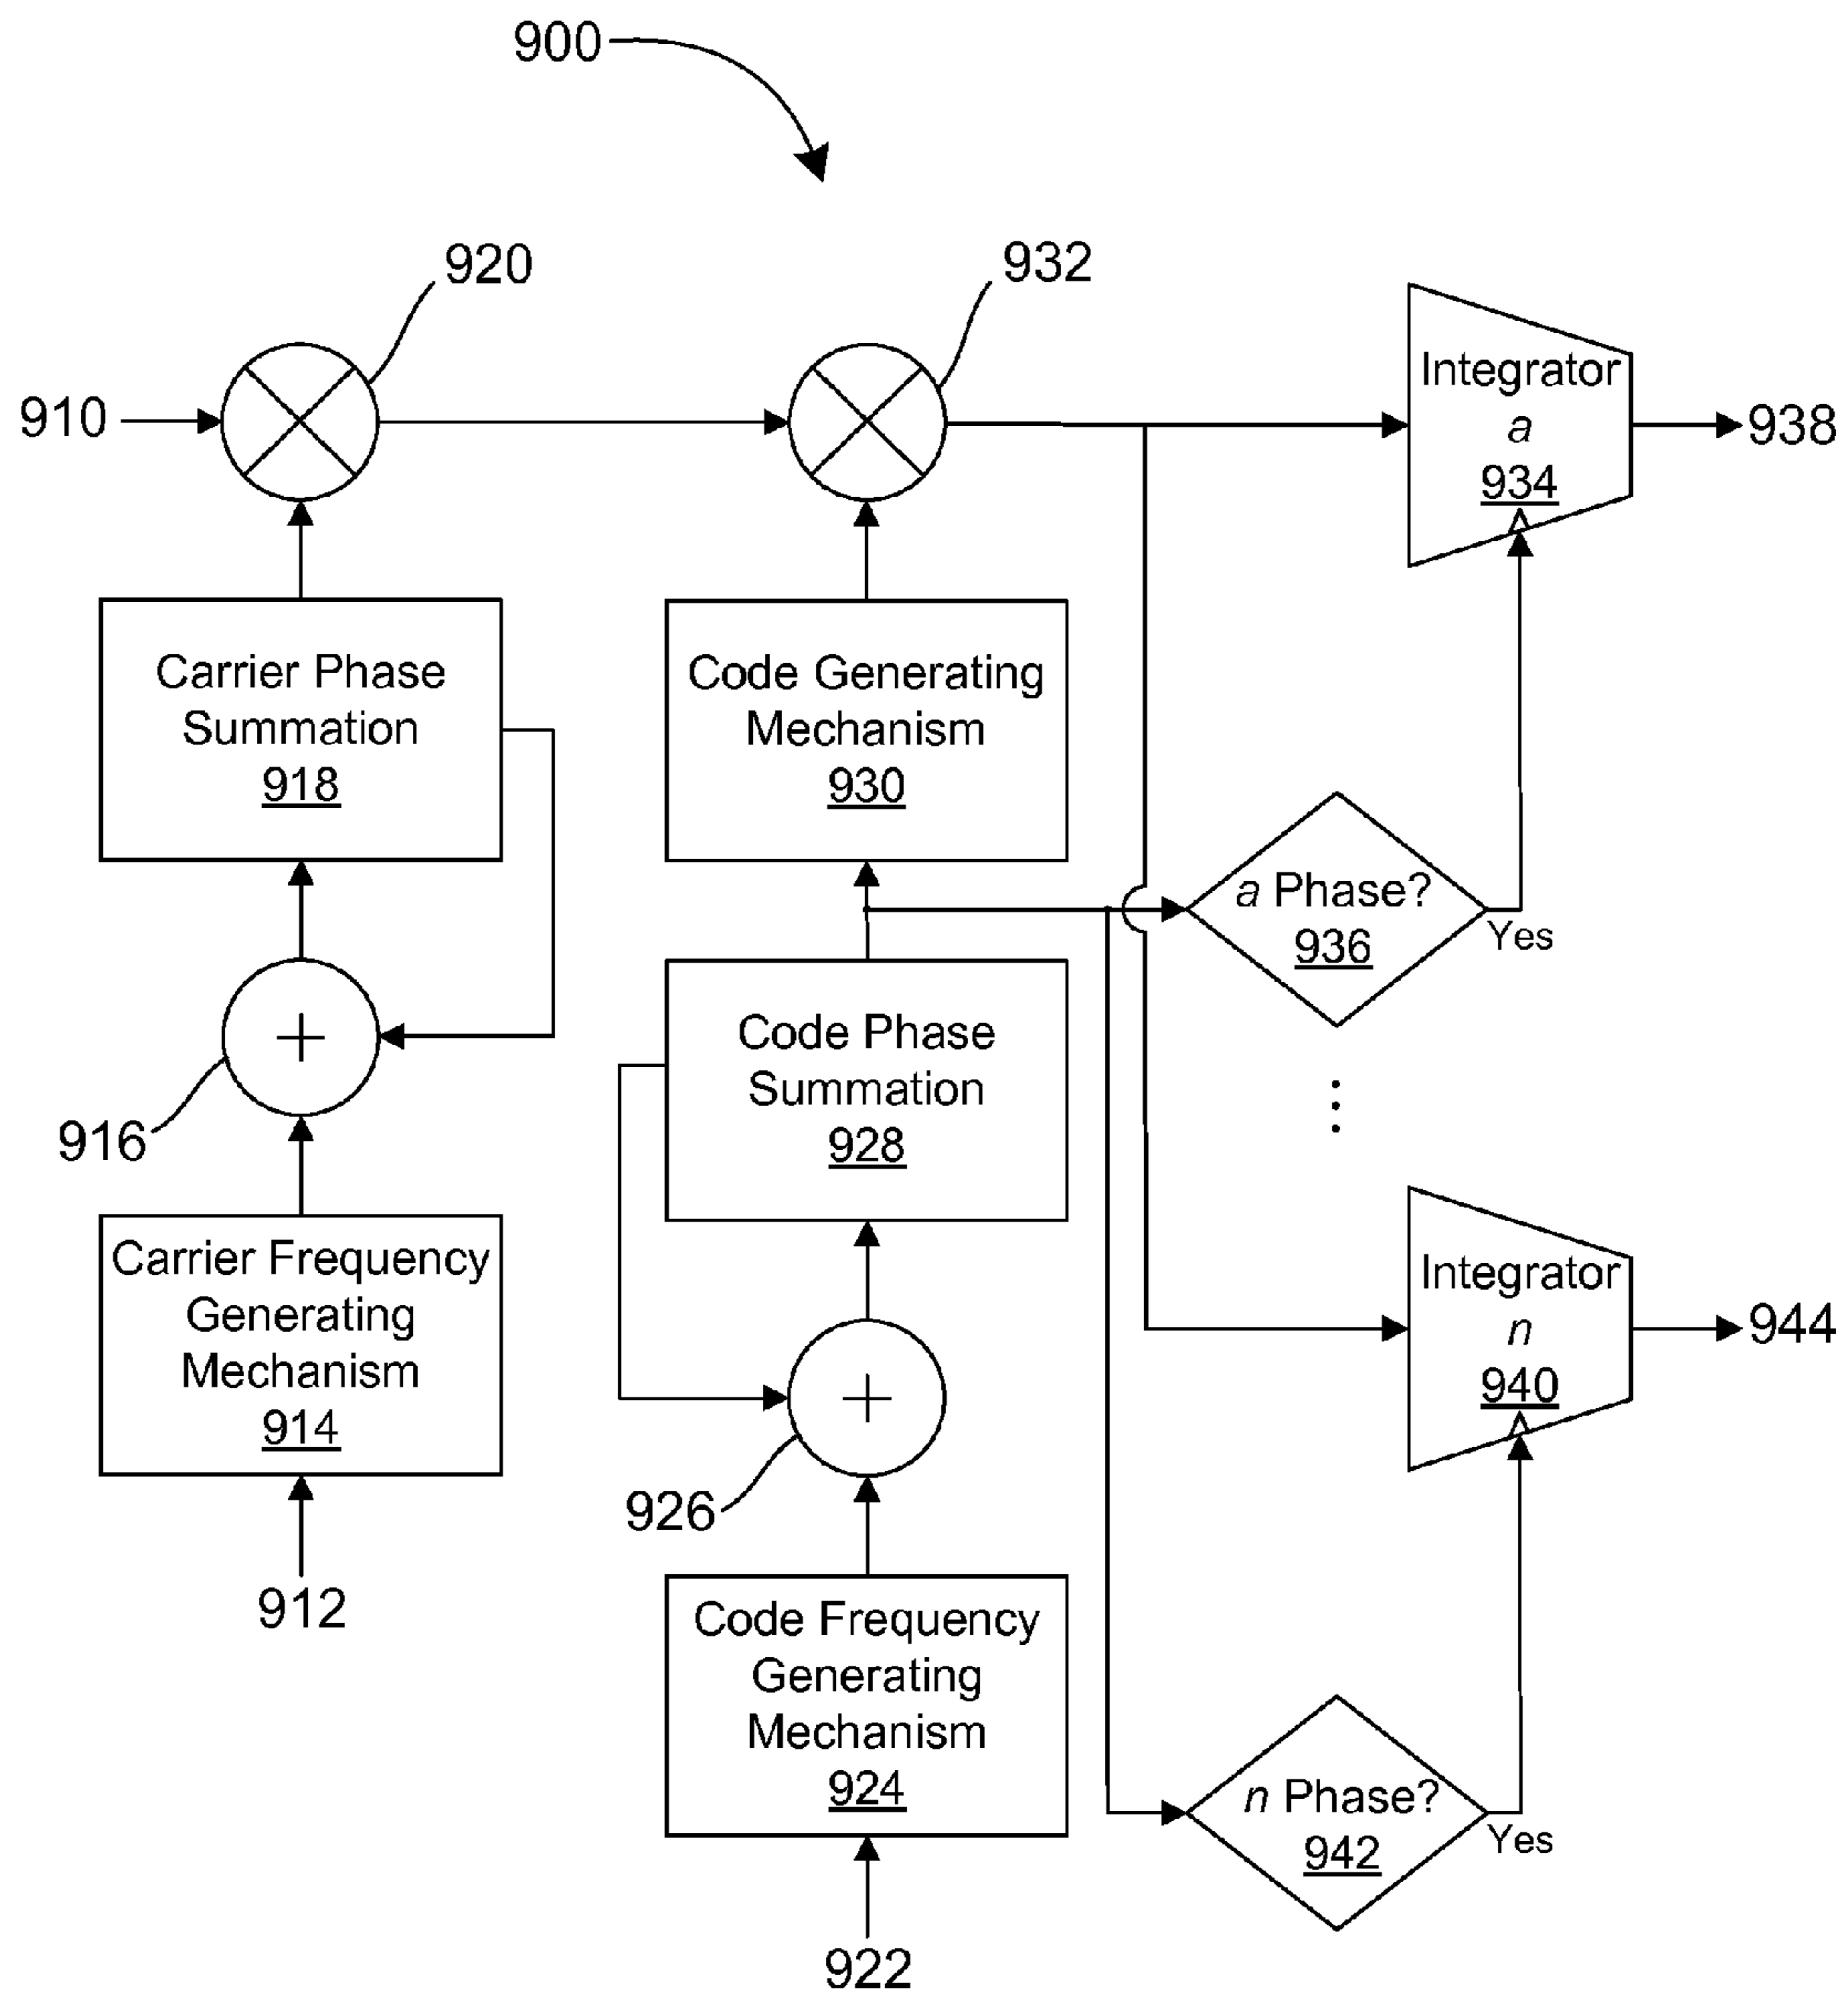 900
920
932
910
Integrator
a
934
938
Carrier Phase
Summation
918
Code Generating
Mechanism
930
a Phase?
936
Yes
916
Code Phase
Summation
928
Carrier Frequency
Generating
Mechanism
914
Integrator
n
940
944
926
912
Code Frequency
Generating
Mechanism
924
n Phase?
942
Yes
922